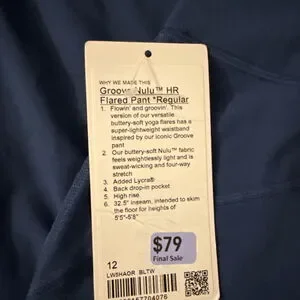 WHY WE MADE THIS
Groove Nulu™ HR
Flared Pant *Regular
1. Flowin' and groovin'. This
version of our versatile
buttery-soft yoga flares has a
super-lightweight waistband
inspired by our iconic Groove
pant
2. Our buttery-soft Nulu™ fabric
feels weightlessly light and is
sweat-wicking and four-way
stretch
3. Added Lycra®
4. Back drop-in pocket
5. High rise
6. 32.5" inseam, intended to skim
the floor for heights of
5'5"-5'8"
$79
Final Sale
12
LW5HAOR BLTW